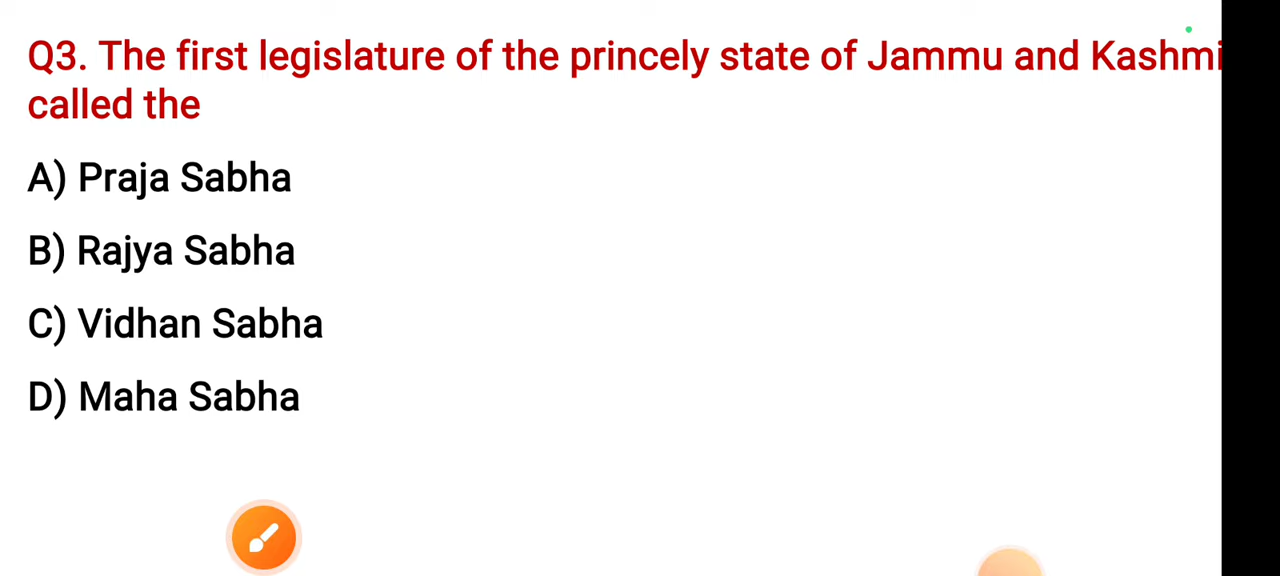 Q3. The first legislature of the princely state of Jammu and Kashmi
called the
A) Praja Sabha
B) Rajya Sabha
C) Vidhan Sabha
D) Maha Sabha